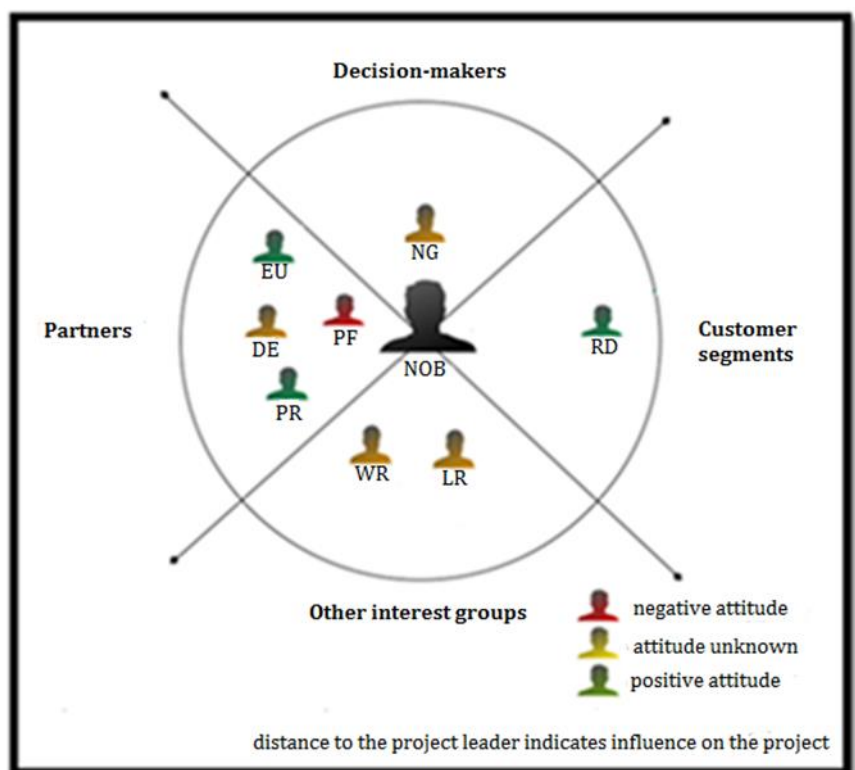 Decision-makers
NG
EU
Partners
DE
PF
NOB
RD
Customer
segments
PR
WR
LR
Other interest groups
negative attitude
attitude unknown
positive attitude
distance to the project leader indicates influence on the project